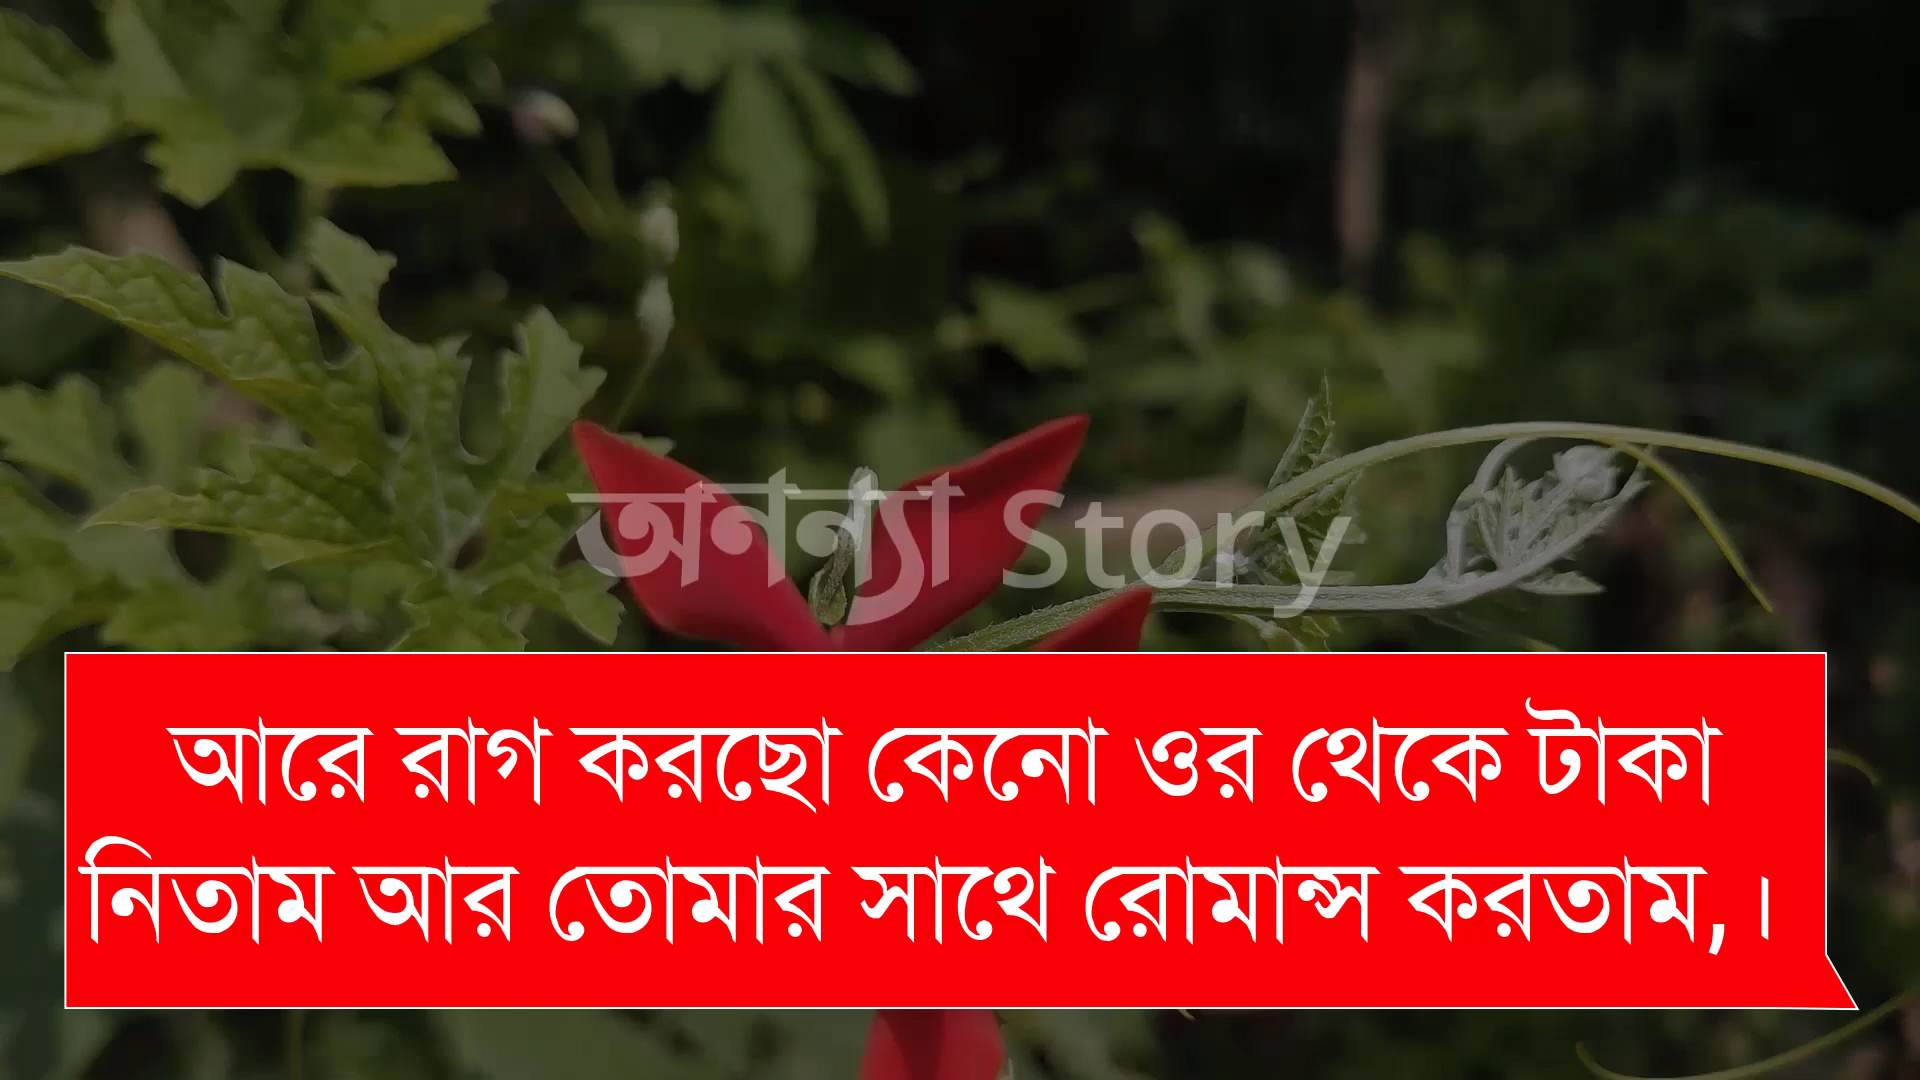 অনন্যা Story
আরে রাগ করছো কেনো ওর থেকে টাকা
নিতাম আর তোমার সাথে রোমান্স করতাম,।